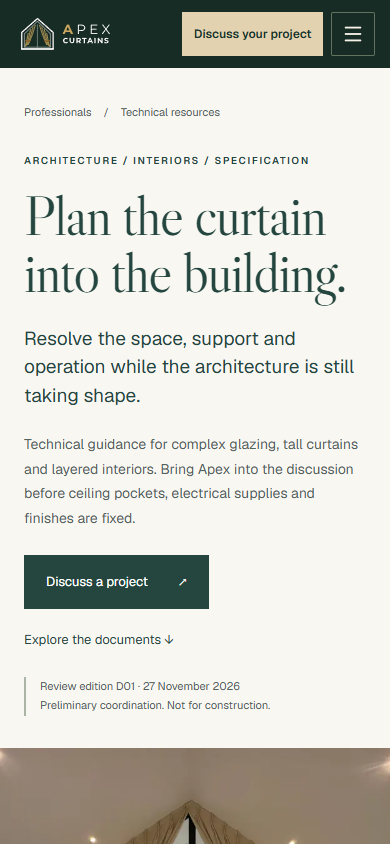 APEX
CURTAINS
Discuss your project
Professionals / Technical resources
ARCHITECTURE / INTERIORS / SPECIFICATION
Plan the curtain
into the building.
Resolve the space, support and
operation while the architecture is still
taking shape.
Technical guidance for complex glazing, tall curtains
and layered interiors. Bring Apex into the discussion
before ceiling pockets, electrical supplies and
finishes are fixed.
Discuss a project ↗
Explore the documents ↓
Review edition D01 · 27 November 2026
Preliminary coordination. Not for construction.